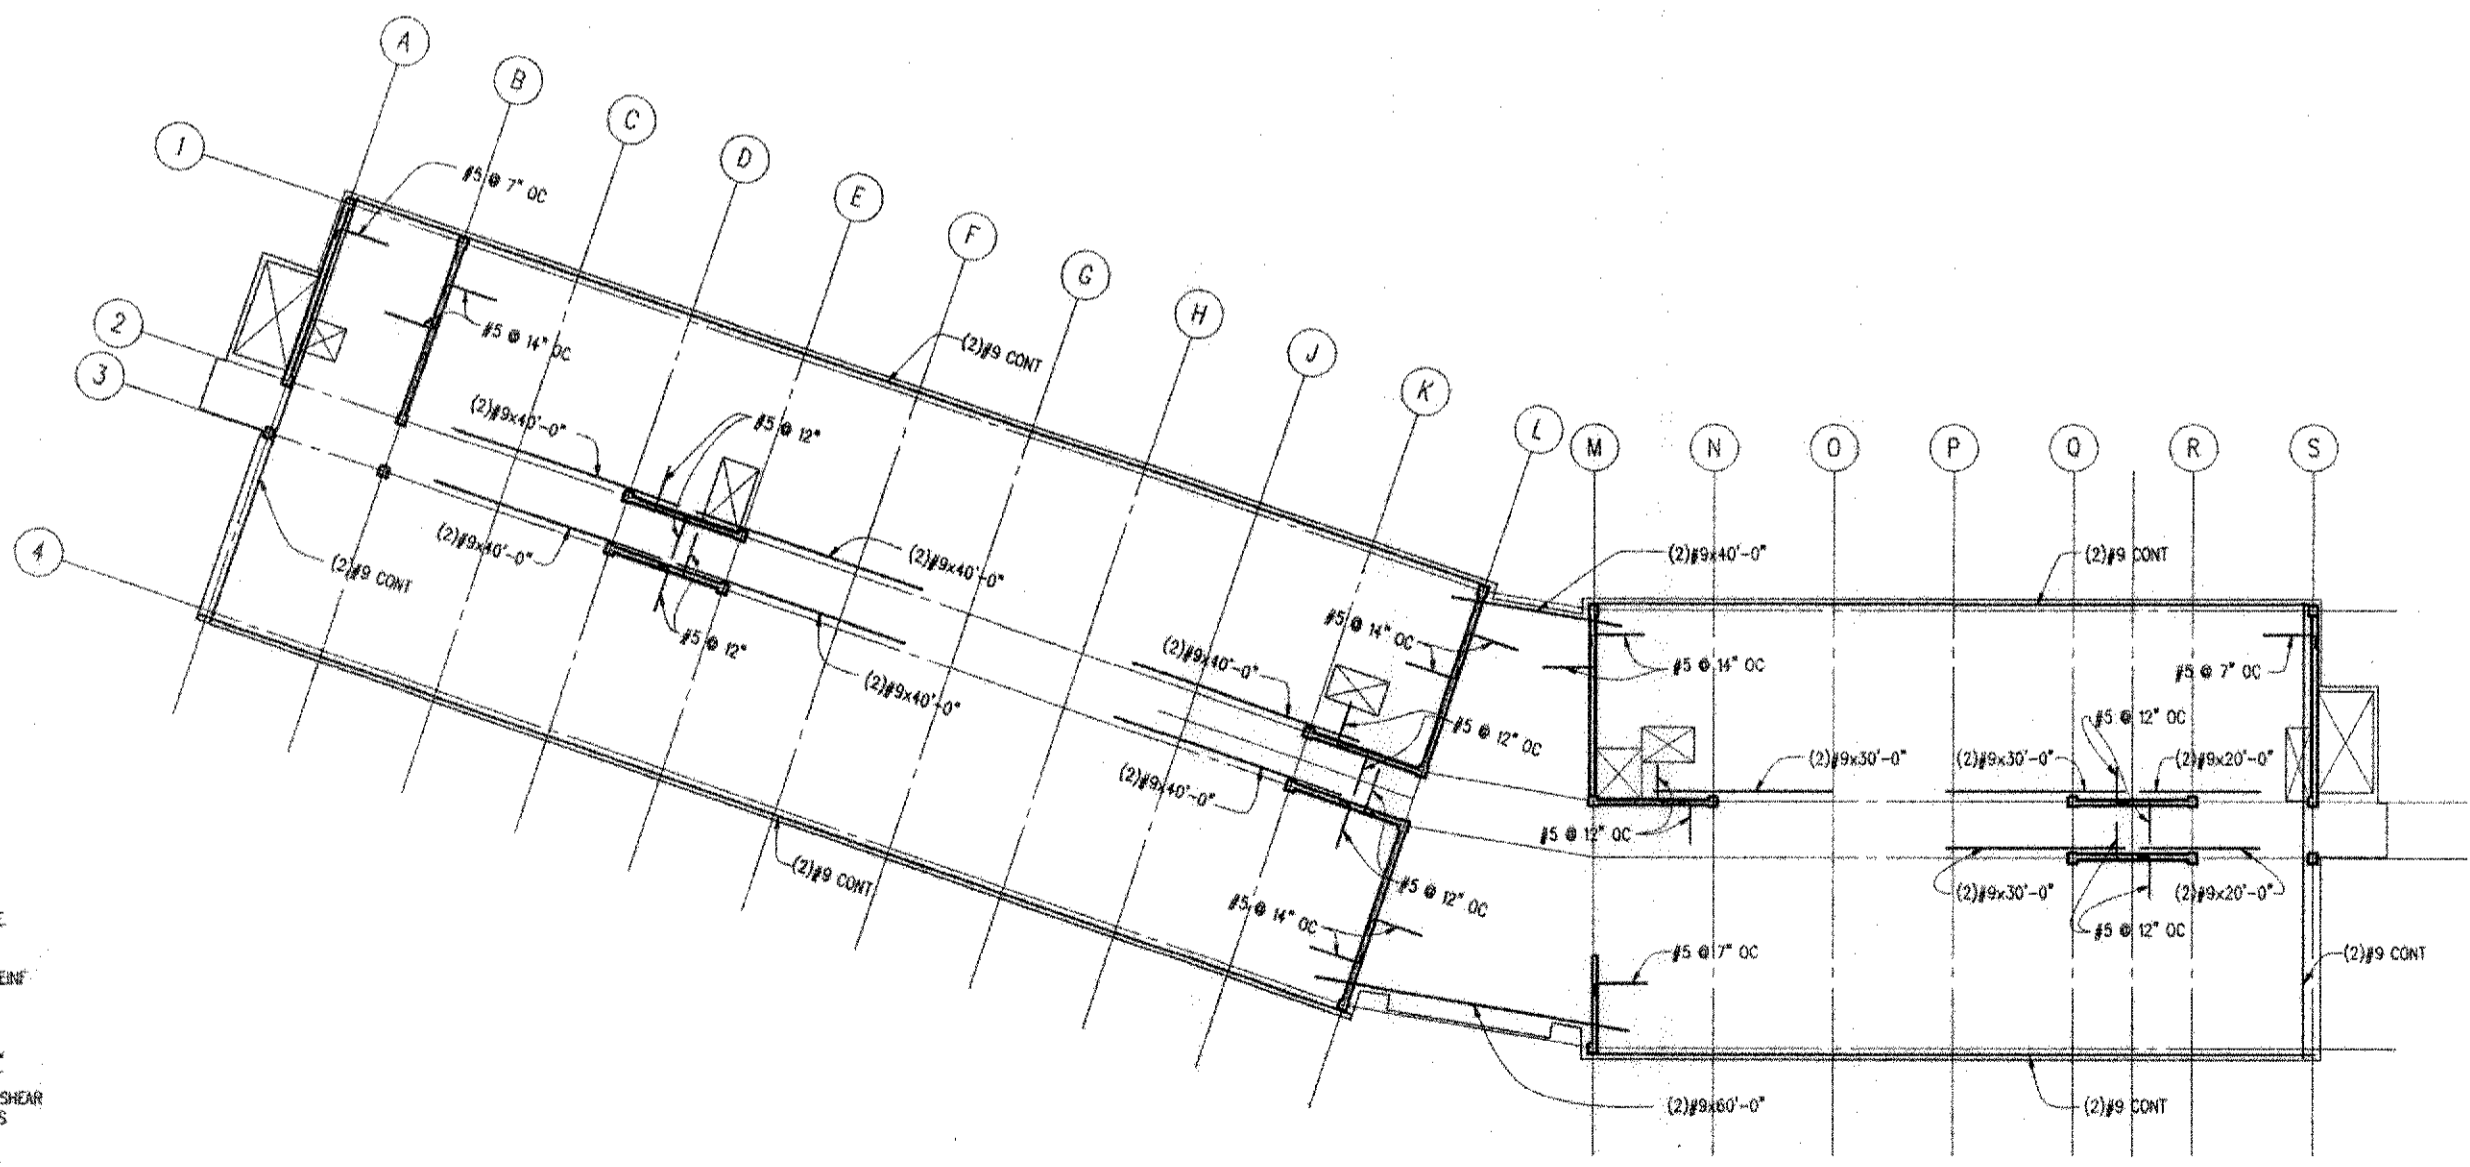 A
B
C
D
E
F
G
H
J
K
L
M
N
O
P
Q
R
S
1
2
3
4
#5 @ 7" OC
#5 @ 14" OC
(2)#9 CONT
(2)#9x40'-0"
#5 @ 12"
(2)#9x40'-0"
(2)#9 CONT
(2)#9x40'-0"
#5 @ 12"
(2)#9x40'-0"
(2)#9 CONT
(2)#9x40'-0"
(2)#9x40'-0"
#5 @ 14" OC
#5 @ 12" OC
#5 @ 12" OC
#5 @ 14" OC
(2)#9x40'-0"
(2)#9 CONT
#5 @ 14" OC
#5 @ 7" OC
#5 @ 12" OC
(2)#9x30'-0"
(2)#9x30'-0"
(2)#9x20'-0"
#5 @ 12" OC
(2)#9x30'-0"
(2)#9x20'-0"
#5 @ 12" OC
#5 @ 7" OC
(2)#9 CONT
(2)#9x60'-0"
(2)#9 CONT
SHEAR